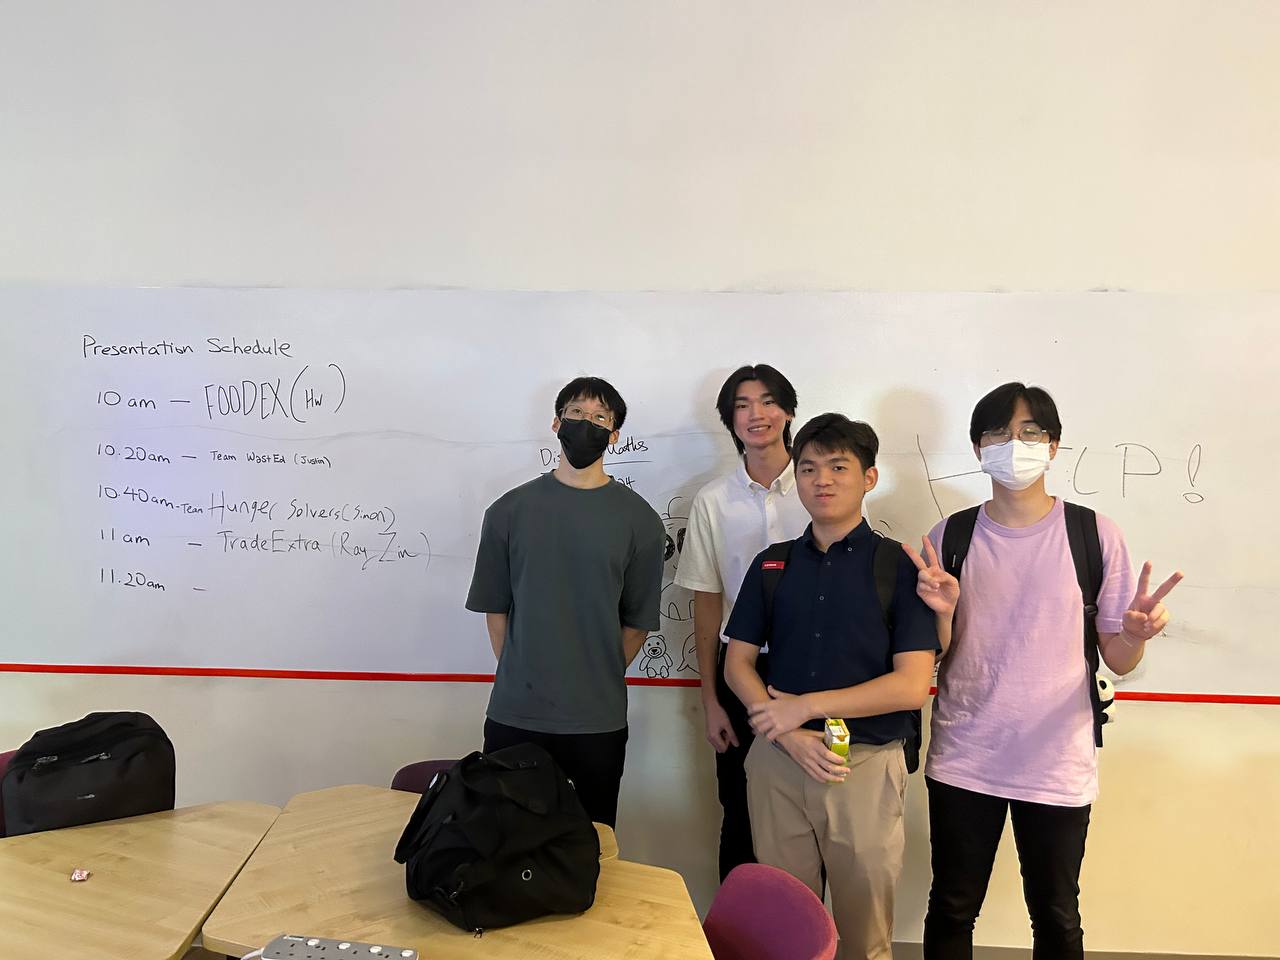 Presentation Schedule
10 am — FOODEX (HW)
10.20am — Team WastEd (Justin)
10.40am - Team Hunger Solvers (Simon)
11 am — TradeExtra (Ray Zin)
11.20am —